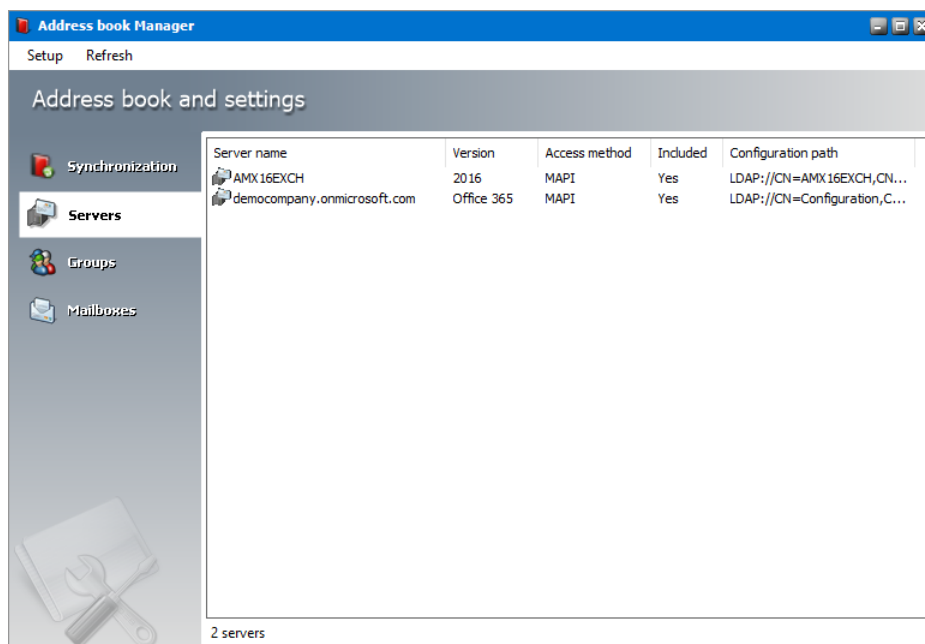 Address book Manager
Setup Refresh
Address book and settings
Synchronization
Servers
Groups
Mailboxes
Server name Version Access method Included Configuration path
AMX16EXCH 2016 MAPI Yes LDAP://CN=AMX16EXCH,CN...
democompany.onmicrosoft.com Office 365 MAPI Yes LDAP://CN=Configuration,C...
2 servers